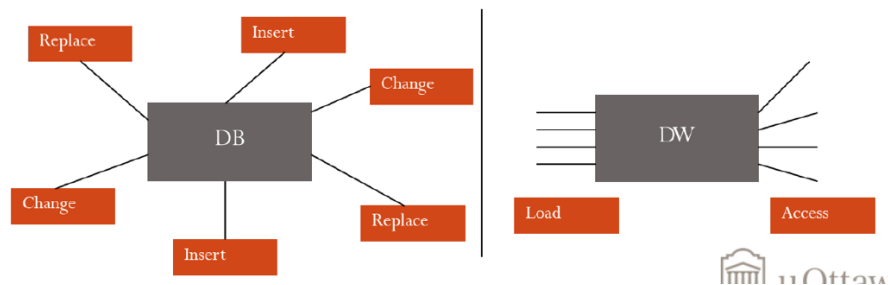 Replace
Insert
Change
DB
Change
Replace
Insert
DW
Load
Access